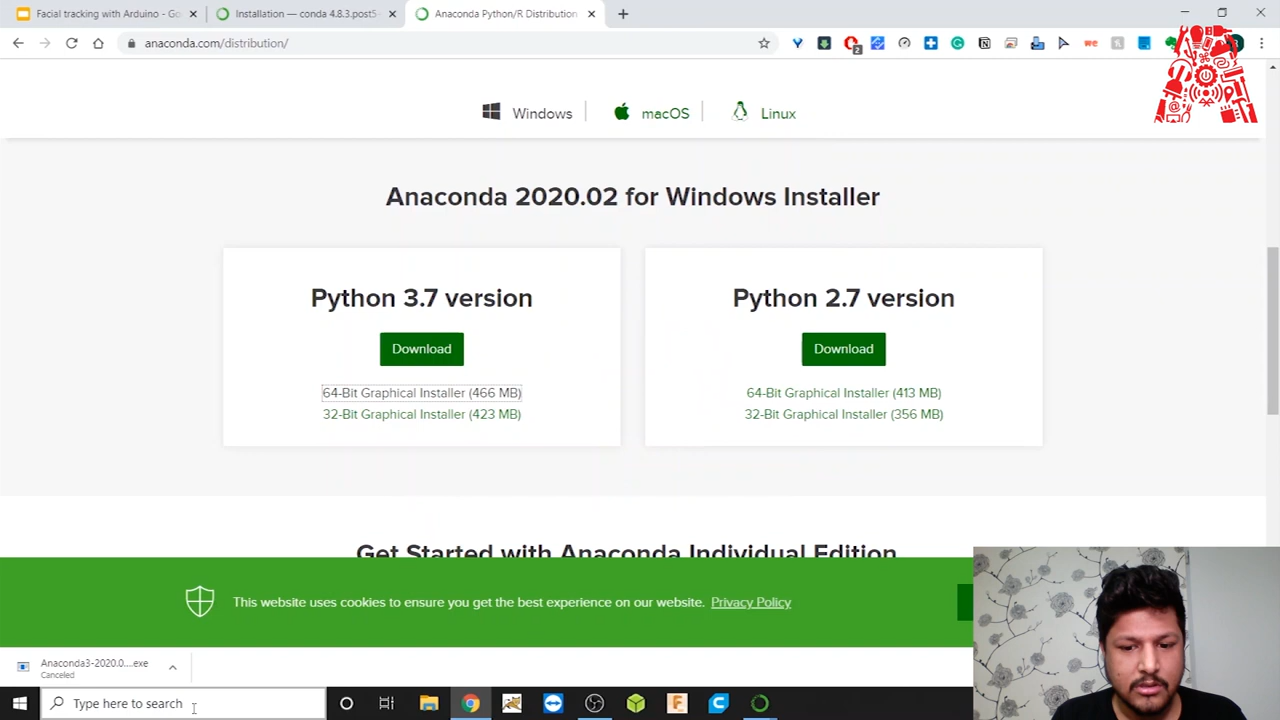 Facial tracking with Arduino - Go
Installation — conda 4.8.3.post5
Anaconda Python/R Distribution
anaconda.com/distribution/
2
we
Windows
macOS
Linux
Anaconda 2020.02 for Windows Installer
Python 3.7 version
Download
64-Bit Graphical Installer (466 MB)
32-Bit Graphical Installer (423 MB)
Python 2.7 version
Download
64-Bit Graphical Installer (413 MB)
32-Bit Graphical Installer (356 MB)
Get Started with Anaconda Individual Edition
This website uses cookies to ensure you get the best experience on our website. Privacy Policy
Anaconda3-2020.0....exe
Canceled
Type here to search